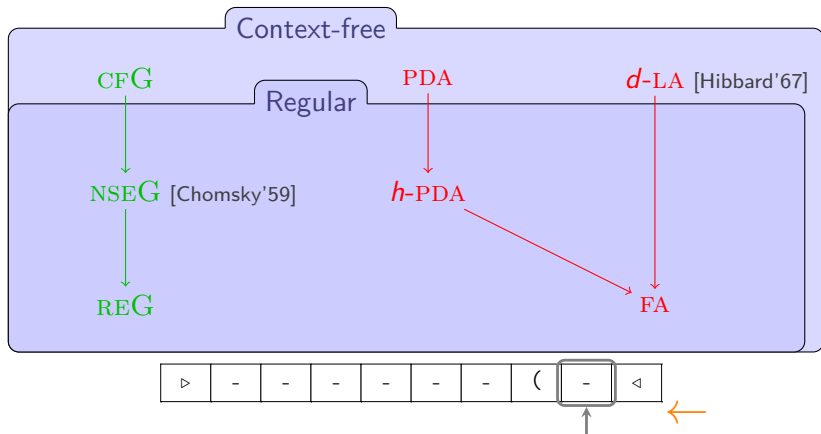 Context-free
CFG PDA d-LA [Hibbard'67]
Regular
NSEG [Chomsky'59] h-PDA
REG FA
▷ - - - - - - ( - ◁